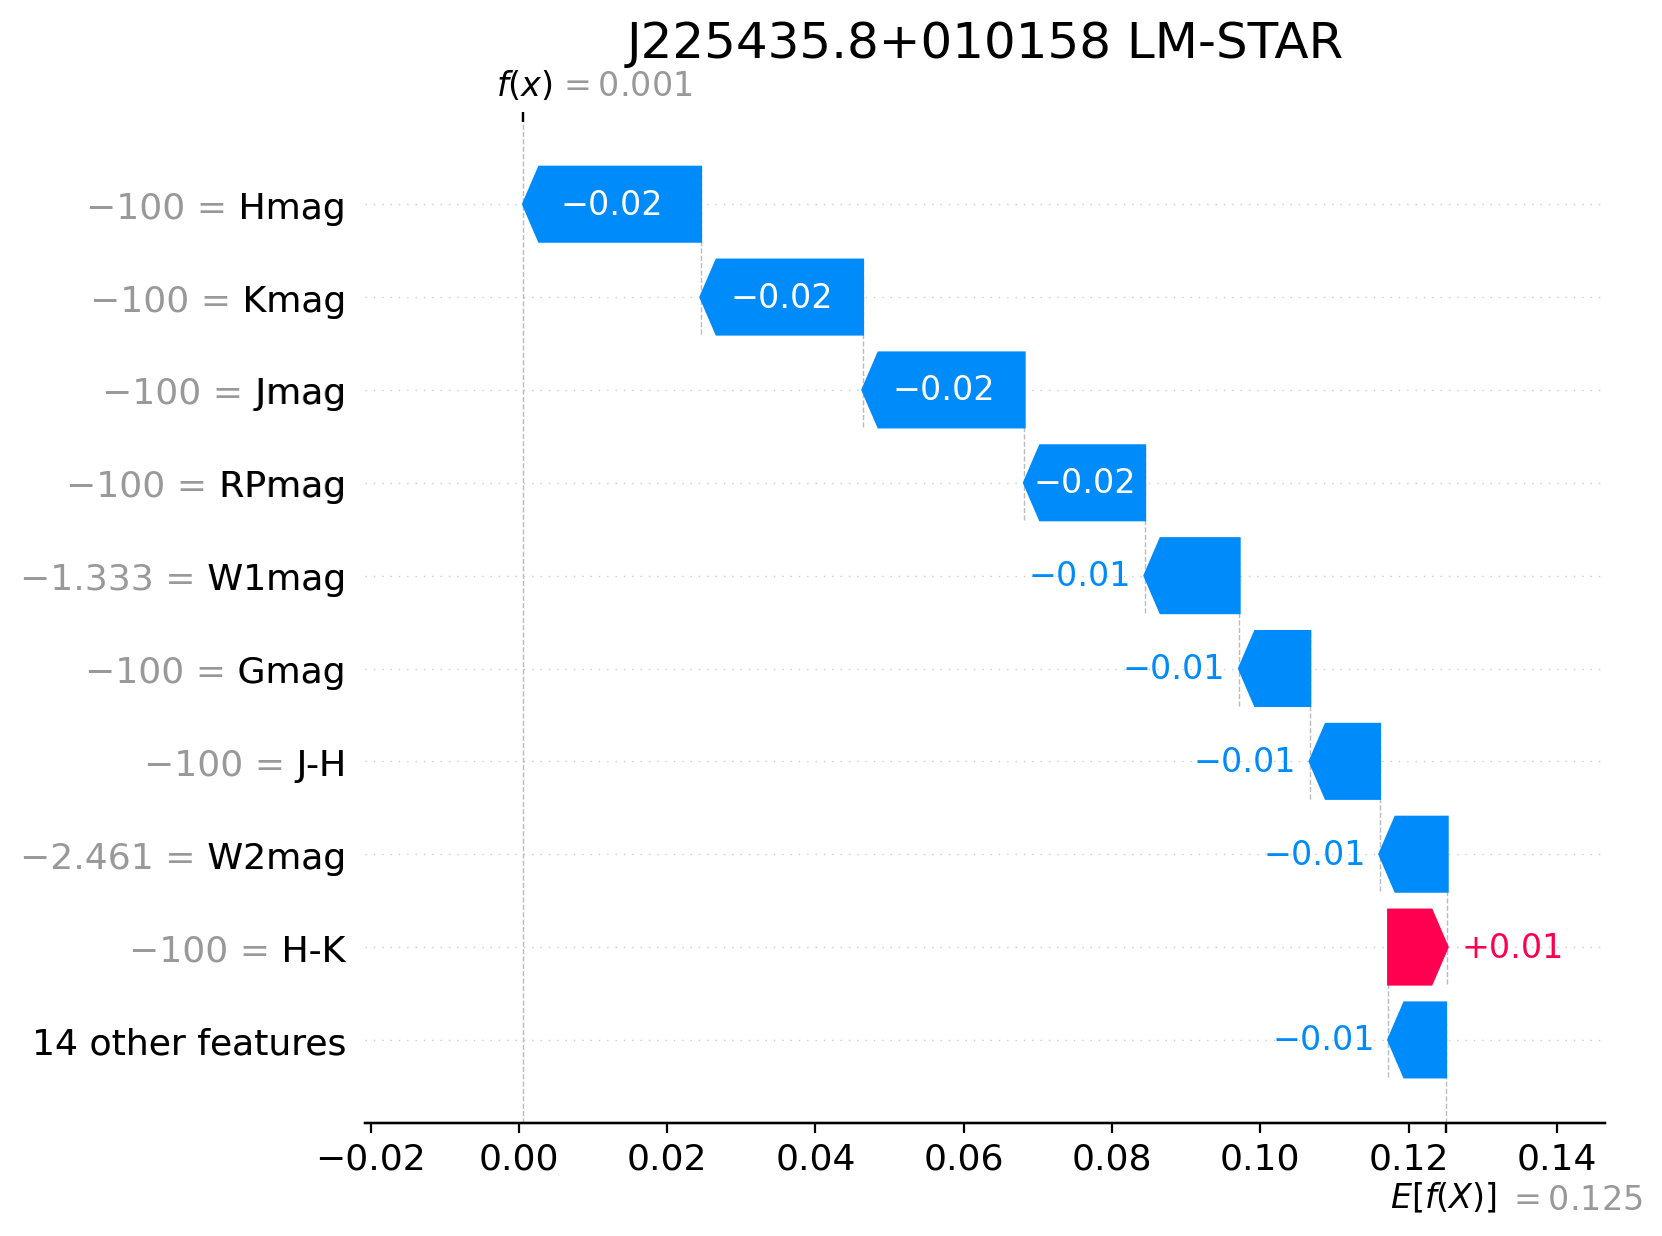 J225435.8+010158 LM-STAR
f(x) = 0.001
−100 = Hmag −0.02
−100 = Kmag −0.02
−100 = Jmag −0.02
−100 = RPmag −0.02
−1.333 = W1mag −0.01
−100 = Gmag −0.01
−100 = J-H −0.01
−2.461 = W2mag −0.01
−100 = H-K +0.01
14 other features −0.01
−0.02 0.00 0.02 0.04 0.06 0.08 0.10 0.12 0.14
E[f(X)] = 0.125